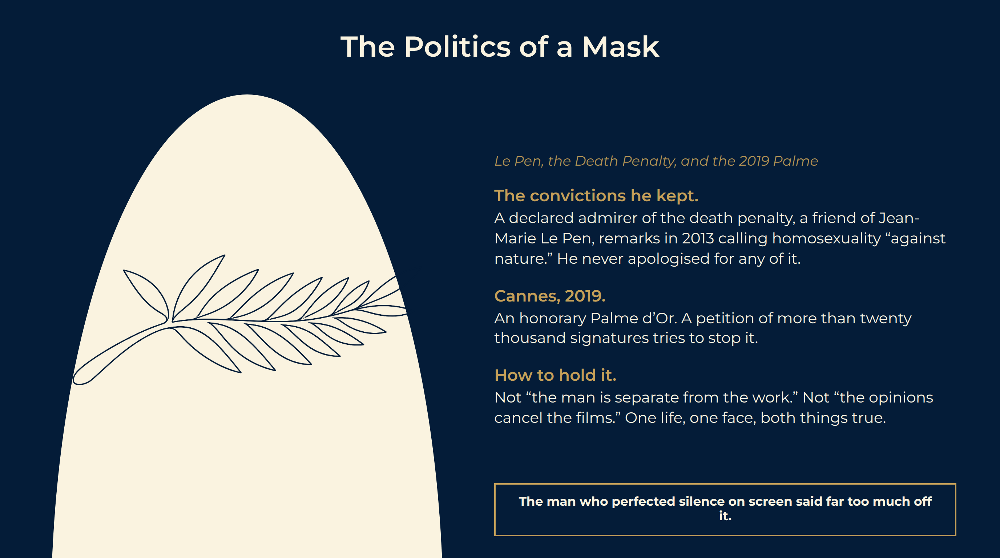 The Politics of a Mask
Le Pen, the Death Penalty, and the 2019 Palme
The convictions he kept.
A declared admirer of the death penalty, a friend of Jean-
Marie Le Pen, remarks in 2013 calling homosexuality “against
nature.” He never apologised for any of it.
Cannes, 2019.
An honorary Palme d’Or. A petition of more than twenty
thousand signatures tries to stop it.
How to hold it.
Not “the man is separate from the work.” Not “the opinions
cancel the films.” One life, one face, both things true.
The man who perfected silence on screen said far too much off
it.